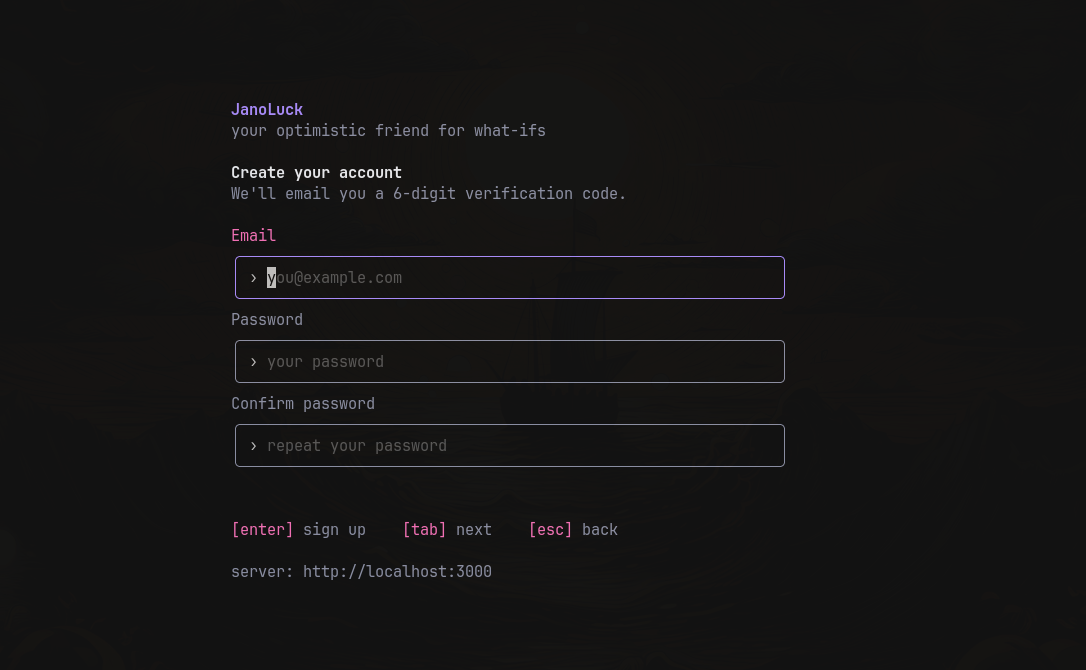 JanoLuck
your optimistic friend for what-ifs
Create your account
We'll email you a 6-digit verification code.
Email
› you@example.com
Password
› your password
Confirm password
› repeat your password
[enter] sign up    [tab] next    [esc] back
server: http://localhost:3000